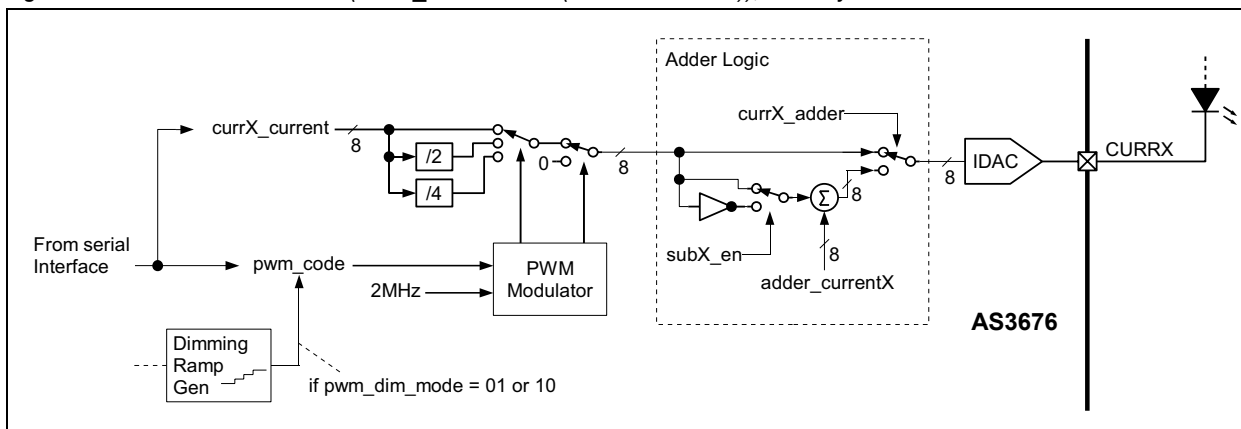 Adder Logic
currX_adder
currX_current
8
/2
/4
0
8
8
8
IDAC
CURRX
Σ
From serial
Interface
pwm_code
2MHz
PWM
Modulator
subX_en
8
adder_currentX
AS3676
Dimming
Ramp
Gen
if pwm_dim_mode = 01 or 10